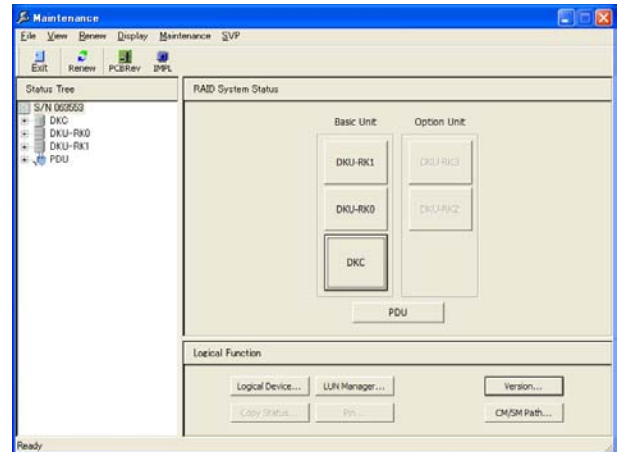 Maintenance
File View Renew Display Maintenance SVP
Exit Renew PCBRev IMPL
Status Tree
S/N 063553
DKC
DKU-RK0
DKU-RK1
PDU
RAID System Status
Basic Unit Option Unit
DKU-RK1 DKU-RK3
DKU-RK0 DKU-RK2
DKC
PDU
Logical Function
Logical Device... LUN Manager... Version...
Copy Status... Pin... CM/SM Path...
Ready